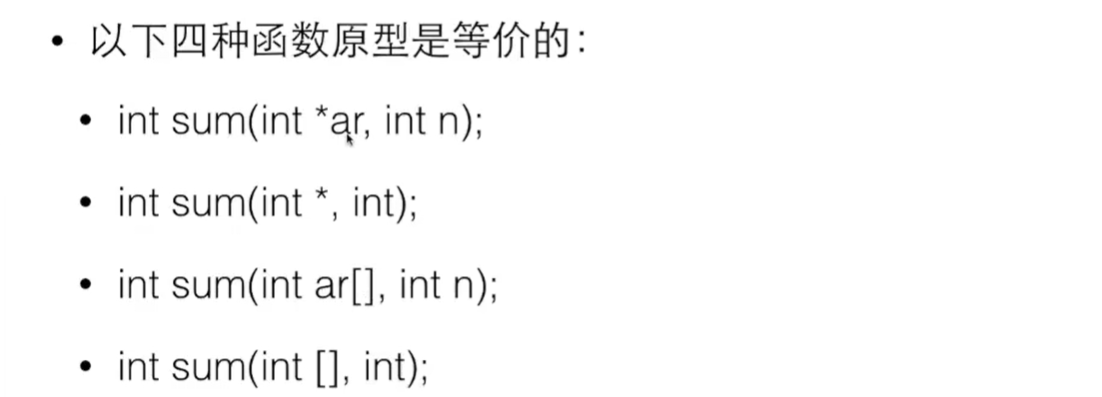 • 以下四种函数原型是等价的：
• int sum(int *ar, int n);
• int sum(int *, int);
• int sum(int ar[], int n);
• int sum(int [], int);